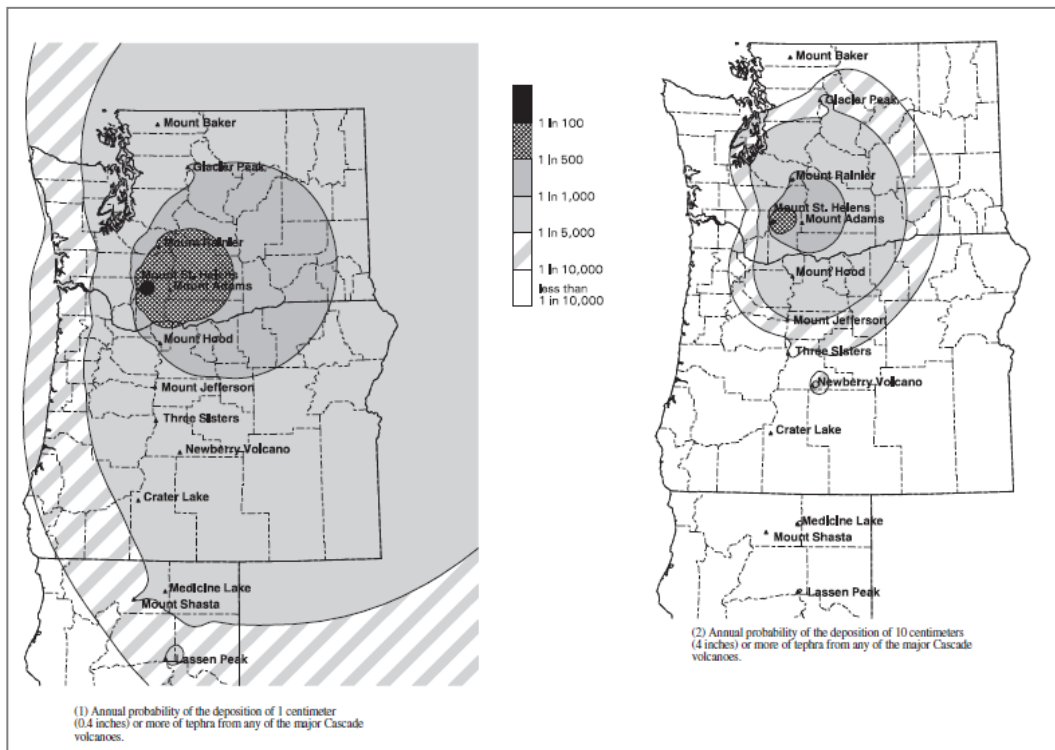 Mount Baker
Glacier Peak
Mount Rainier
Mount St. Helens
Mount Adams
Mount Hood
Mount Jefferson
Three Sisters
Newberry Volcano
Crater Lake
Medicine Lake
Mount Shasta
Lassen Peak
(1) Annual probability of the deposition of 1 centimeter
(0.4 inches) or more of tephra from any of the major Cascade
volcanoes.
1 In 100
1 In 500
1 In 1,000
1 In 5,000
1 In 10,000
less than
1 in 10,000
Mount Baker
Glacier Peak
Mount Rainier
Mount St. Helens
Mount Adams
Mount Hood
Mount Jefferson
Three Sisters
Newberry Volcano
Crater Lake
Medicine Lake
Mount Shasta
Lassen Peak
(2) Annual probability of the deposition of 10 centimeters
(4 inches) or more of tephra from any of the major Cascade
volcanoes.